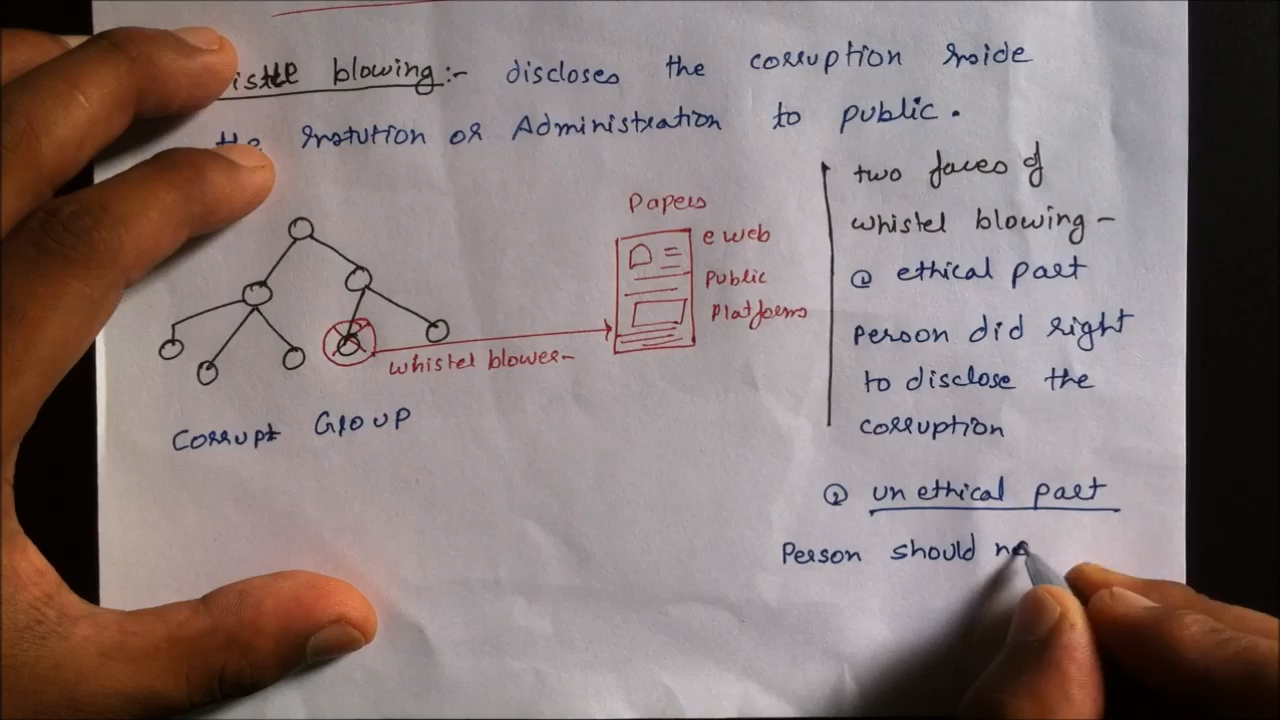 istle blowing:- discloses the corruption inside
the instution or Administration to public.
Papers
e web
public
platforms
whistel blower
Corrupt Group
two faces of
whistel blowing -
① ethical part
person did right
to disclose the
corruption
② unethical part
Person should no